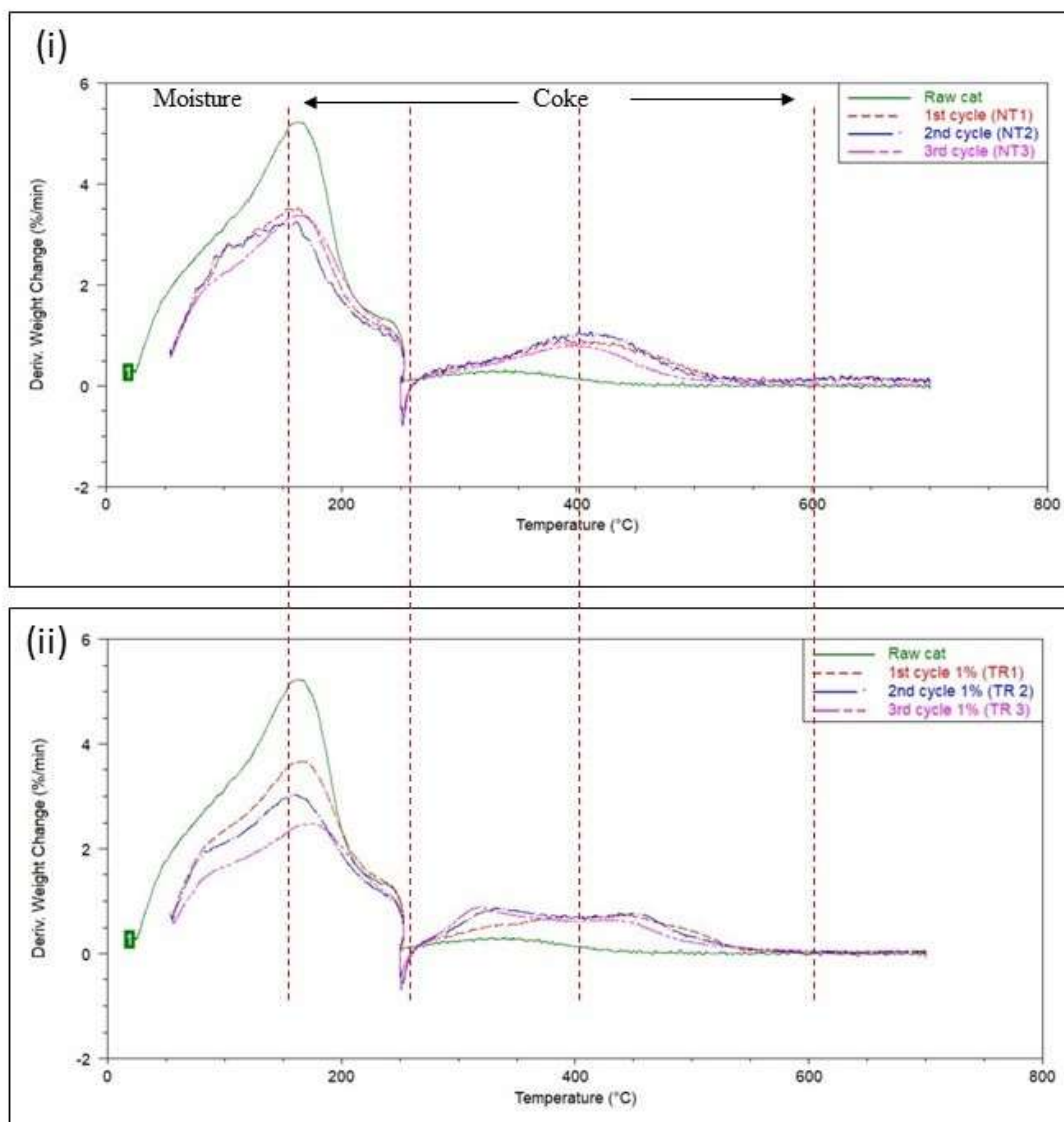 (i)
6
Moisture
Coke
Raw cat
1st cycle (NT1)
2nd cycle (NT2)
3rd cycle (NT3)
4
2
0
-2
Deriv. Weight Change (%/min)
1
0
200
400
600
800
Temperature (°C)
(ii)
6
Raw cat
1st cycle 1% (TR1)
2nd cycle 1% (TR 2)
3rd cycle 1% (TR 3)
4
2
0
-2
Deriv. Weight Change (%/min)
1
0
200
400
600
800
Temperature (°C)